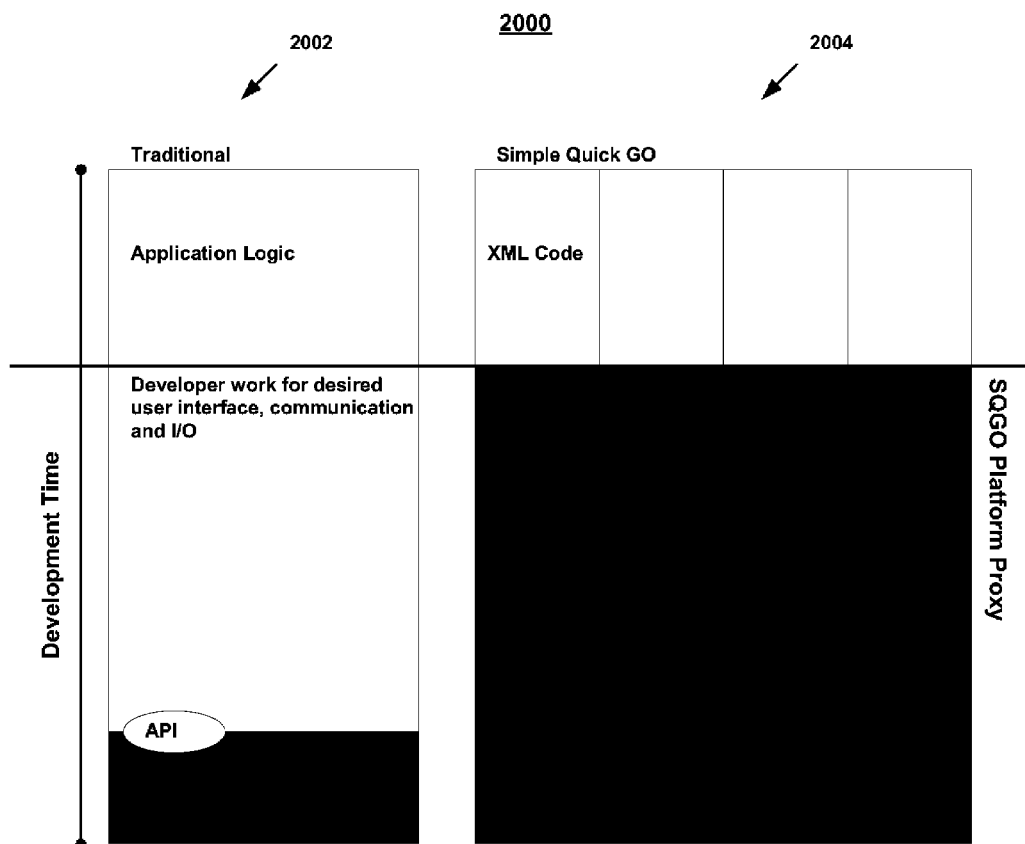 2000
2002
2004
Traditional
Simple Quick GO
Application Logic
XML Code
Developer work for desired
user interface, communication
and I/O
Development Time
SQGO Platform Proxy
API